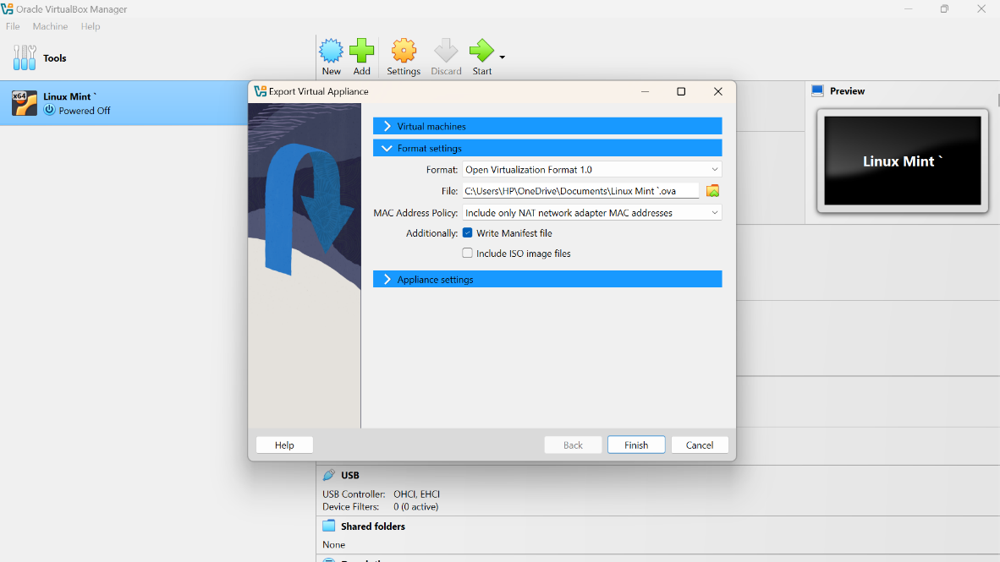 Oracle VirtualBox Manager
File Machine Help
Tools
New Add Settings Discard Start
x64
Linux Mint `
Powered Off
Export Virtual Appliance
Virtual machines
Format settings
Format: Open Virtualization Format 1.0
File: C:\Users\HP\OneDrive\Documents\Linux Mint `.ova
MAC Address Policy: Include only NAT network adapter MAC addresses
Additionally: Write Manifest file
Include ISO image files
Appliance settings
Help Back Finish Cancel
Preview
Linux Mint `
USB
USB Controller: OHCI, EHCI
Device Filters: 0 (0 active)
Shared folders
None